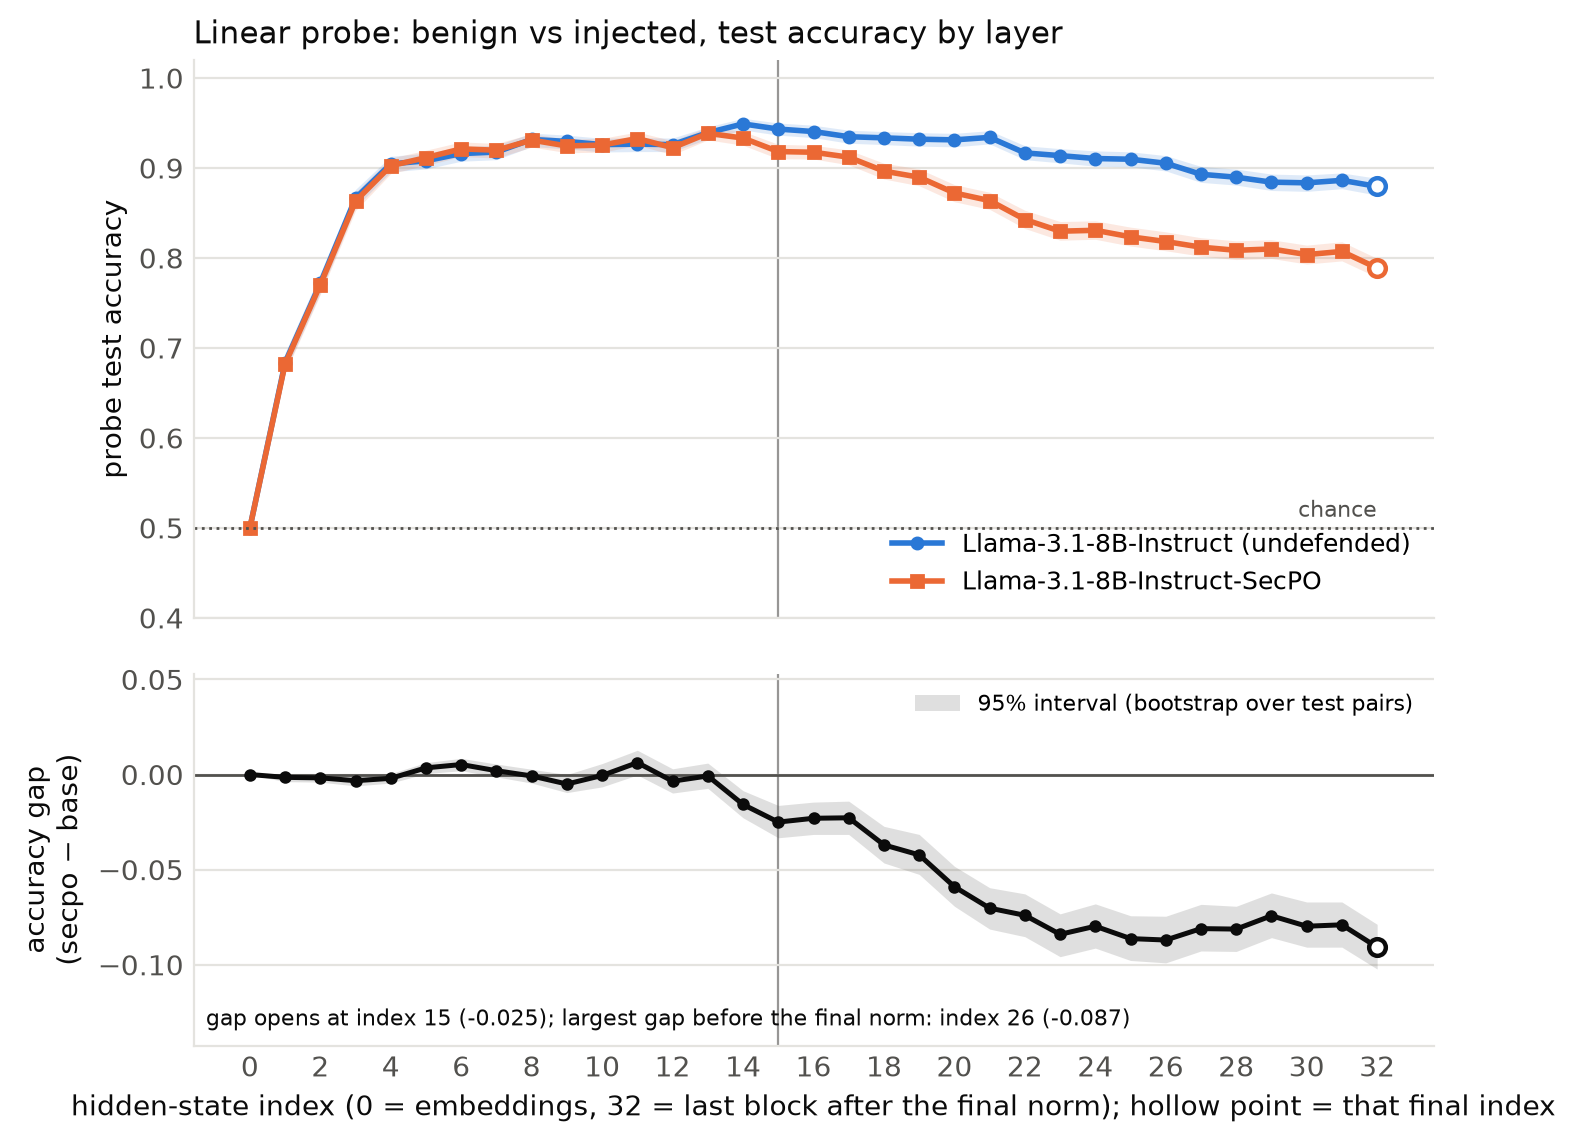 Linear probe: benign vs injected, test accuracy by layer
1.0
0.9
0.8
0.7
0.6
0.5
0.4
probe test accuracy
chance
Llama-3.1-8B-Instruct (undefended)
Llama-3.1-8B-Instruct-SecPO
0.05
0.00
−0.05
−0.10
accuracy gap
(secpo − base)
95% interval (bootstrap over test pairs)
gap opens at index 15 (-0.025); largest gap before the final norm: index 26 (-0.087)
0 2 4 6 8 10 12 14 16 18 20 22 24 26 28 30 32
hidden-state index (0 = embeddings, 32 = last block after the final norm); hollow point = that final index